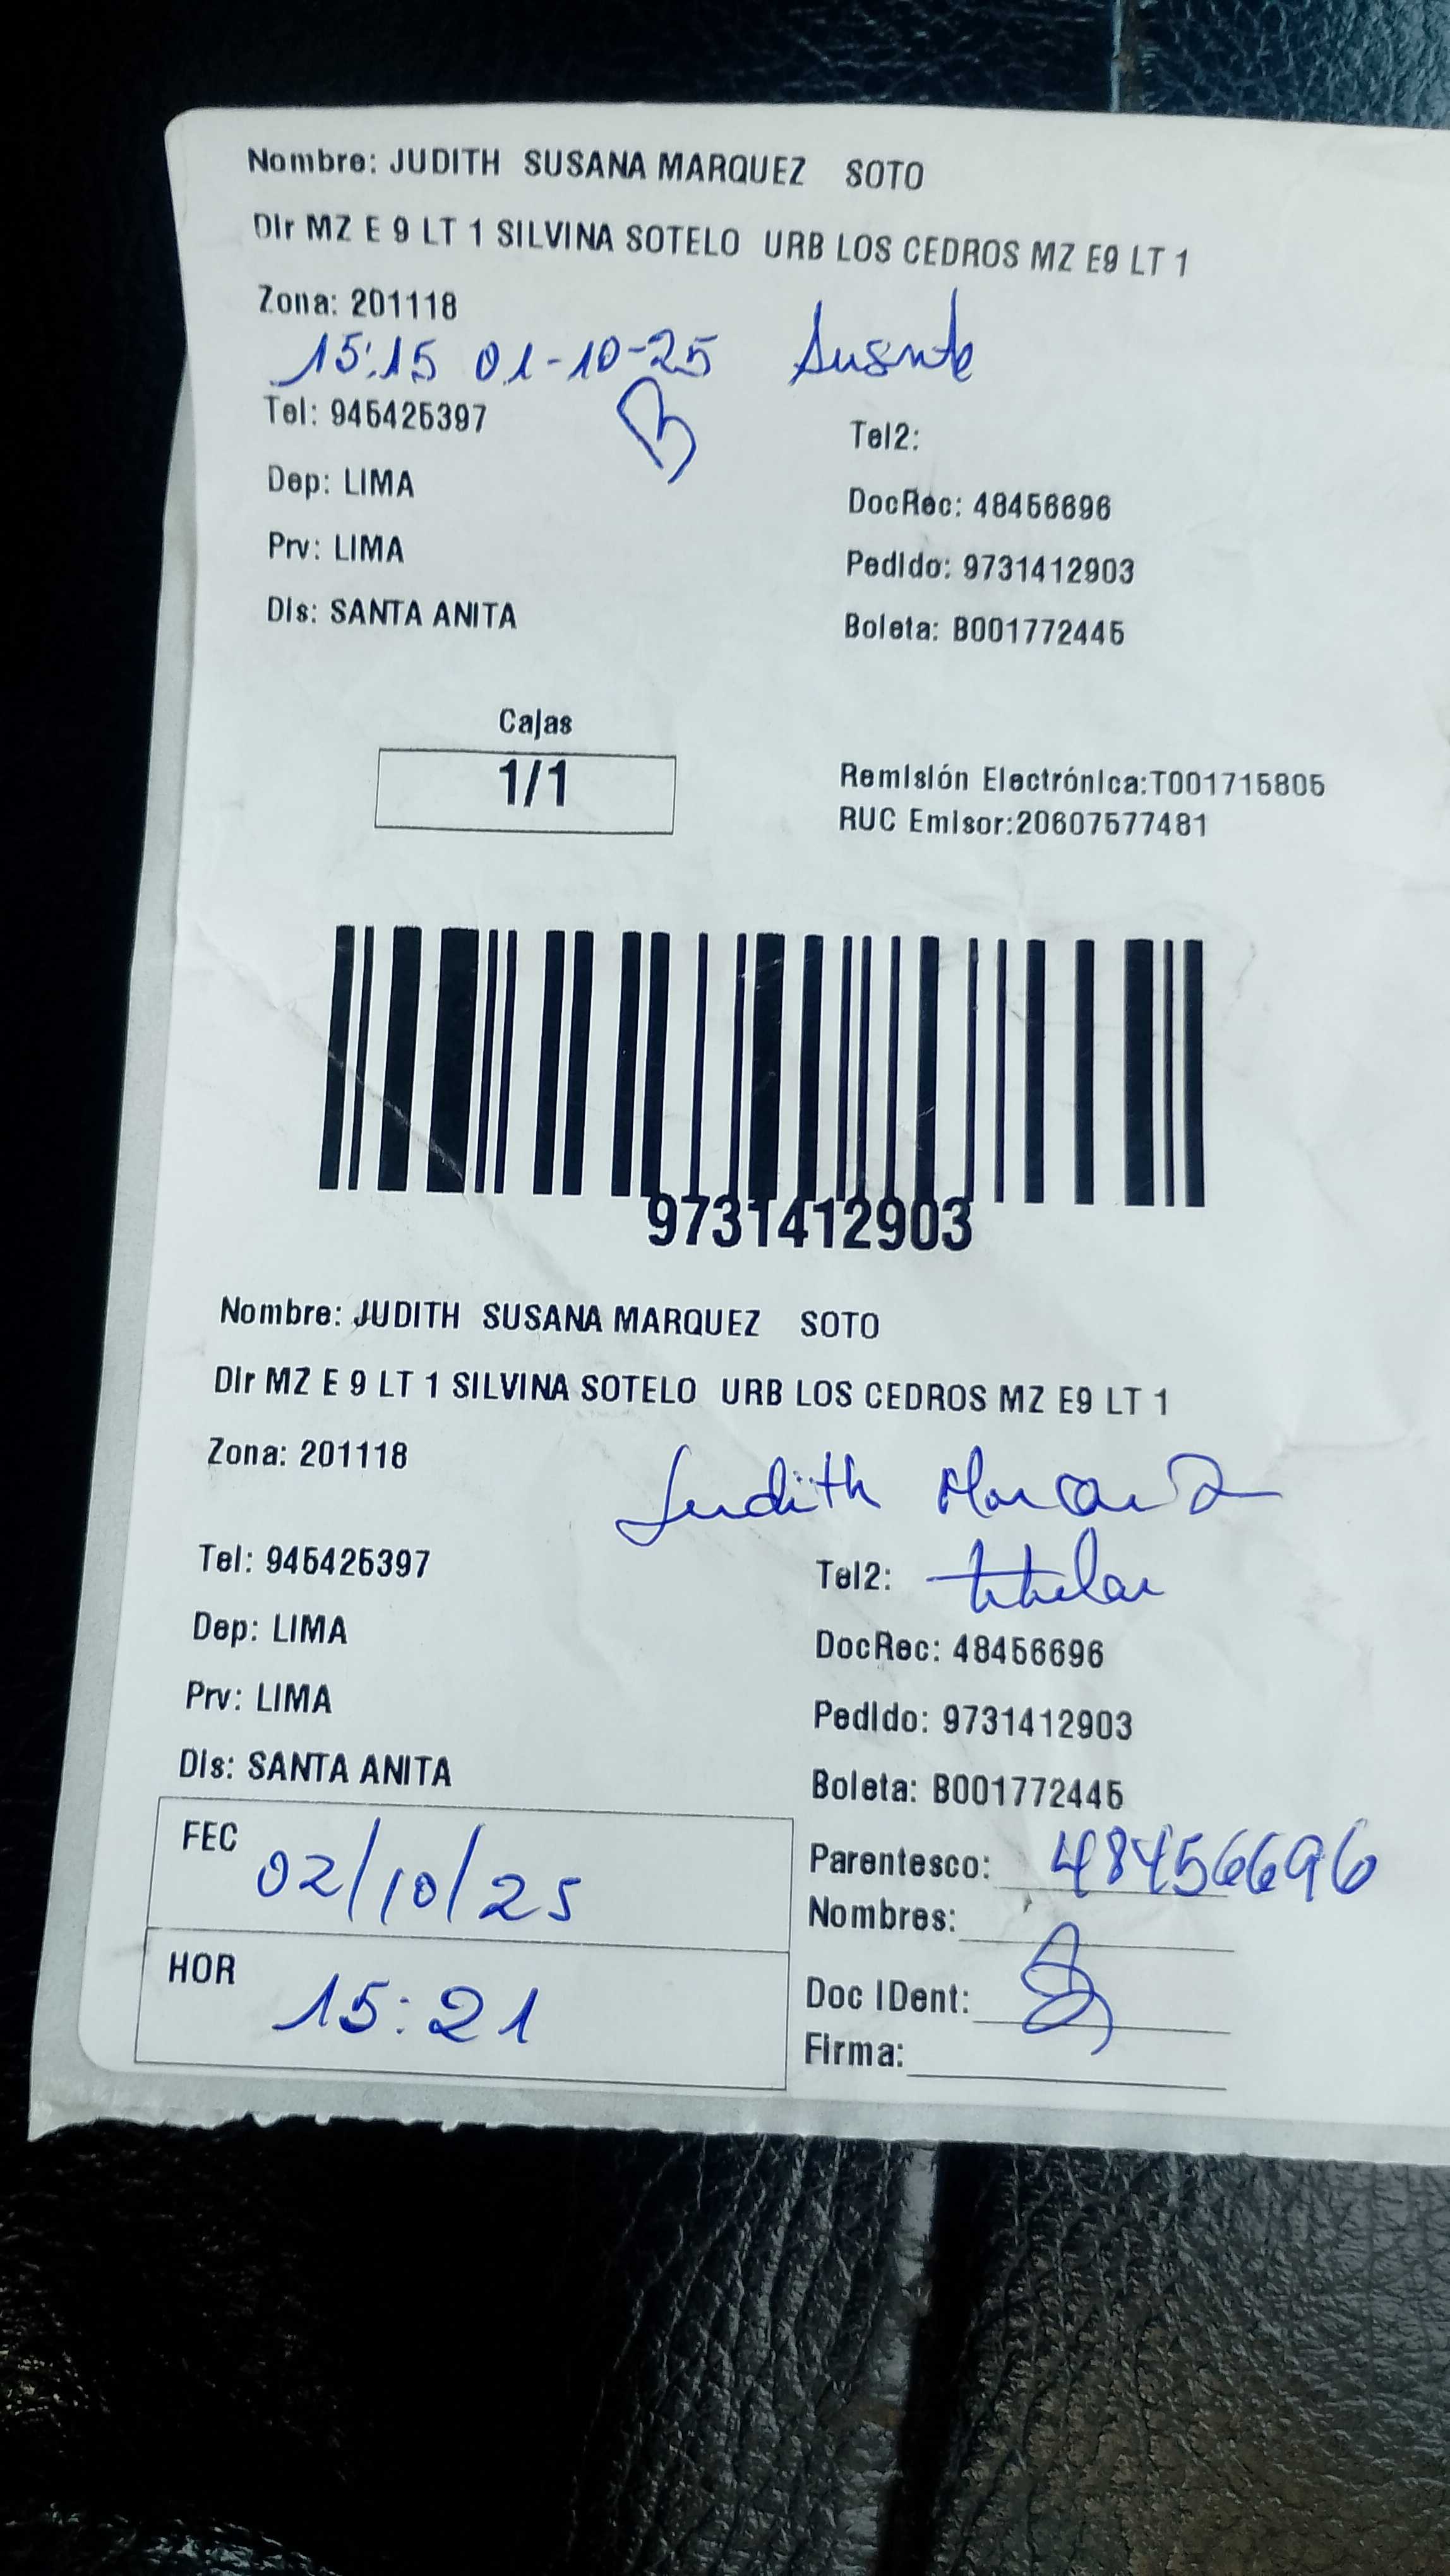 Nombre: JUDITH SUSANA MARQUEZ SOTO
Dir MZ E 9 LT 1 SILVINA SOTELO URB LOS CEDROS MZ E9 LT 1
Zona: 201118
15:15 01-10-25 Ausente
Tel: 945425397
Tel2:
Dep: LIMA
DocRec: 48456696
Prv: LIMA
Pedido: 9731412903
Dis: SANTA ANITA
Boleta: B001772445
Cajas
1/1
Remisión Electrónica:T001715805
RUC Emisor:20607577481
9731412903
Nombre: JUDITH SUSANA MARQUEZ SOTO
Dir MZ E 9 LT 1 SILVINA SOTELO URB LOS CEDROS MZ E9 LT 1
Zona: 201118
Judith Marquez
Tel: 945425397
Tel2: titular
Dep: LIMA
DocRec: 48456696
Prv: LIMA
Pedido: 9731412903
Dis: SANTA ANITA
Boleta: B001772445
FEC 02/10/25
Parentesco: 48456696
Nombres:
HOR 15:21
Doc IDent:
Firma: